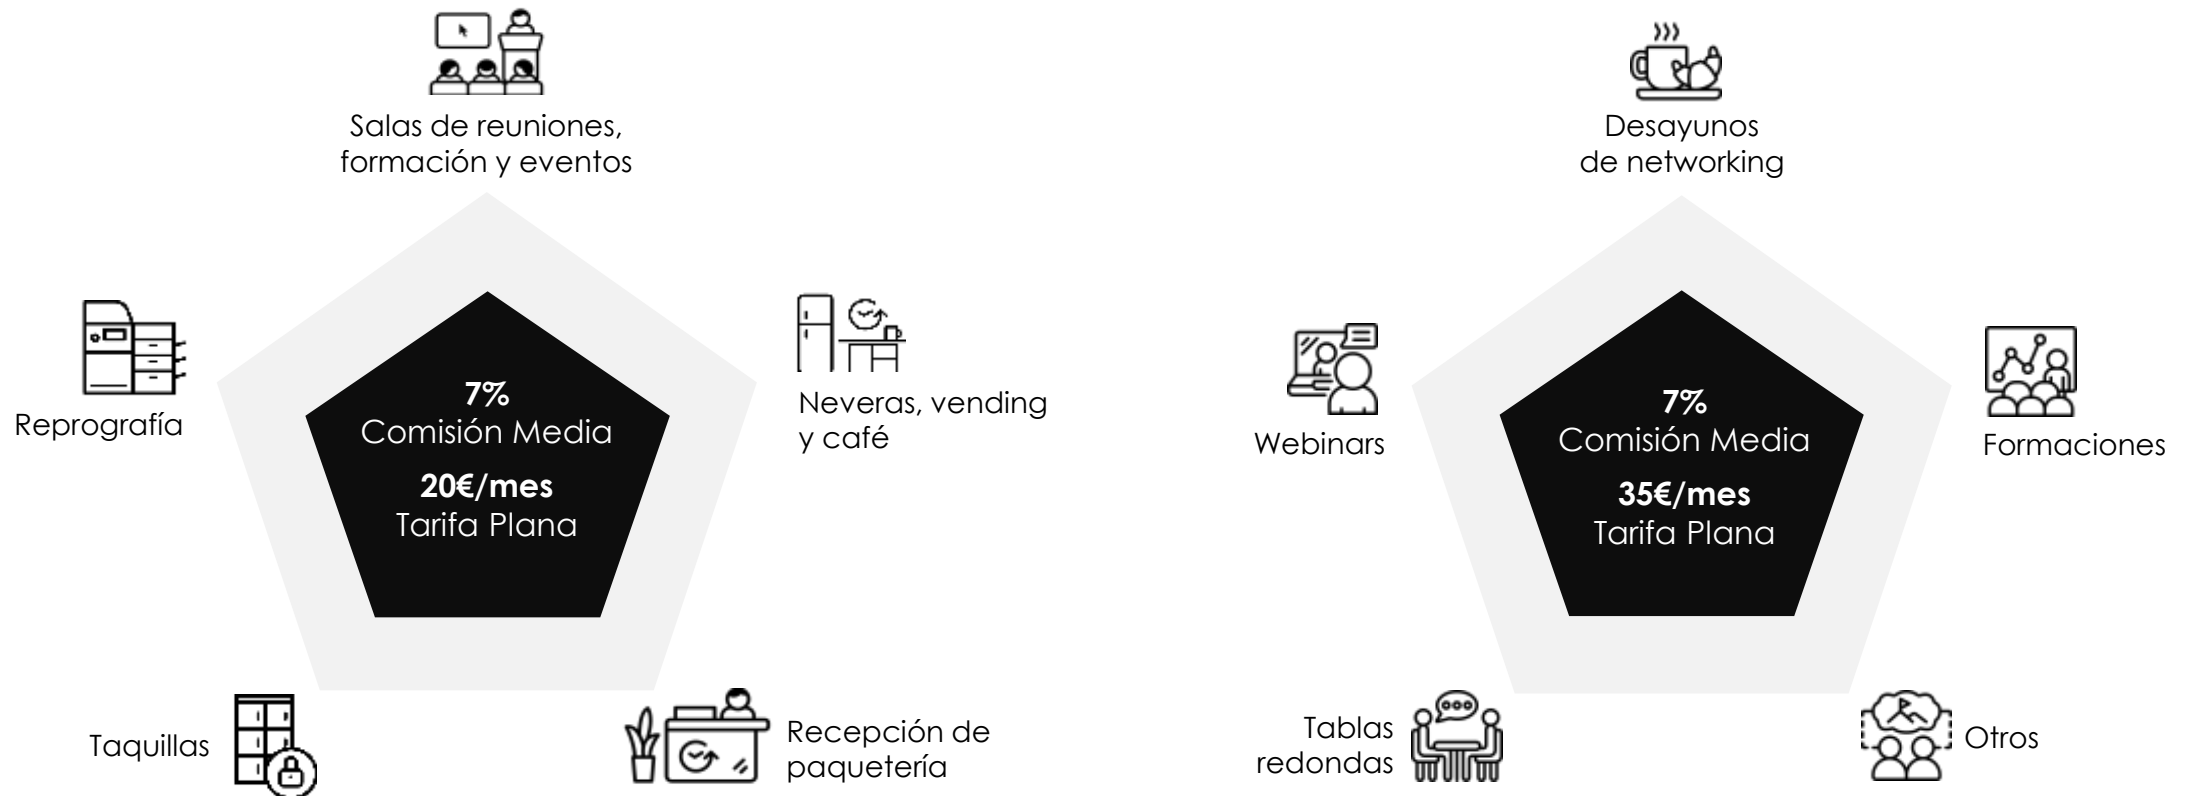 Salas de reuniones,
formación y eventos
Reprografía
7%
Comisión Media
20€/mes
Tarifa Plana
Neveras, vending
y café
Taquillas
Recepción de
paquetería
Desayunos
de networking
Webinars
7%
Comisión Media
35€/mes
Tarifa Plana
Formaciones
Tablas
redondas
Otros